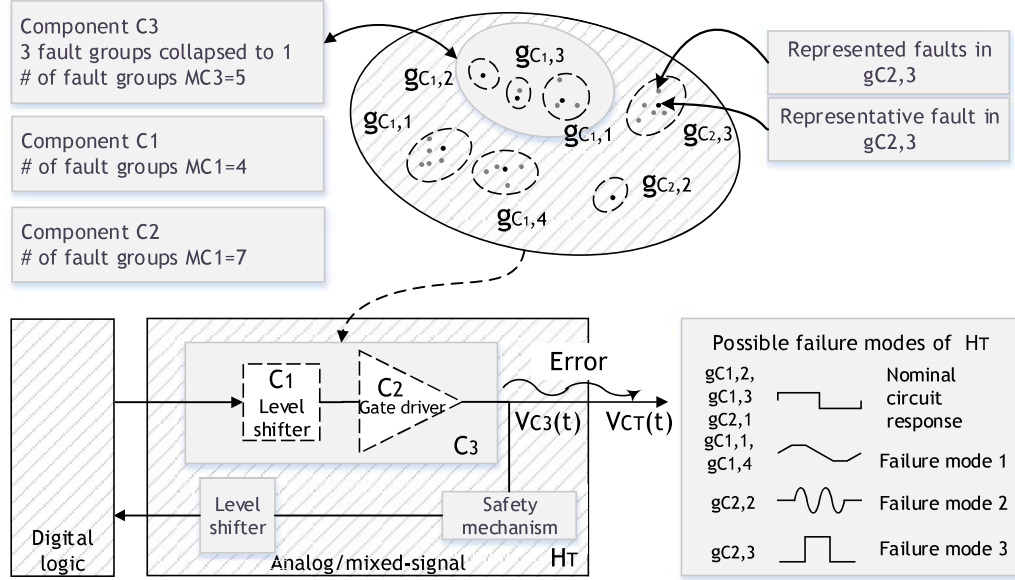 Component C3
3 fault groups collapsed to 1
# of fault groups MC3=5
Component C1
# of fault groups MC1=4
Component C2
# of fault groups MC1=7
gC1,3
gC1,2
gC1,1
gC1,1
gC2,3
gC2,2
gC1,4
Represented faults in
gC2,3
Representative fault in
gC2,3
Digital
logic
C1
Level
shifter
C2
Gate driver
C3
Error
VC3(t)
VCT(t)
Level
shifter
Safety
mechanism
Analog/mixed-signal
HT
Possible failure modes of HT
gC1,2,
gC1,3
gC2,1
Nominal
circuit
response
gC1,1,
gC1,4
Failure mode 1
gC2,2
Failure mode 2
gC2,3
Failure mode 3